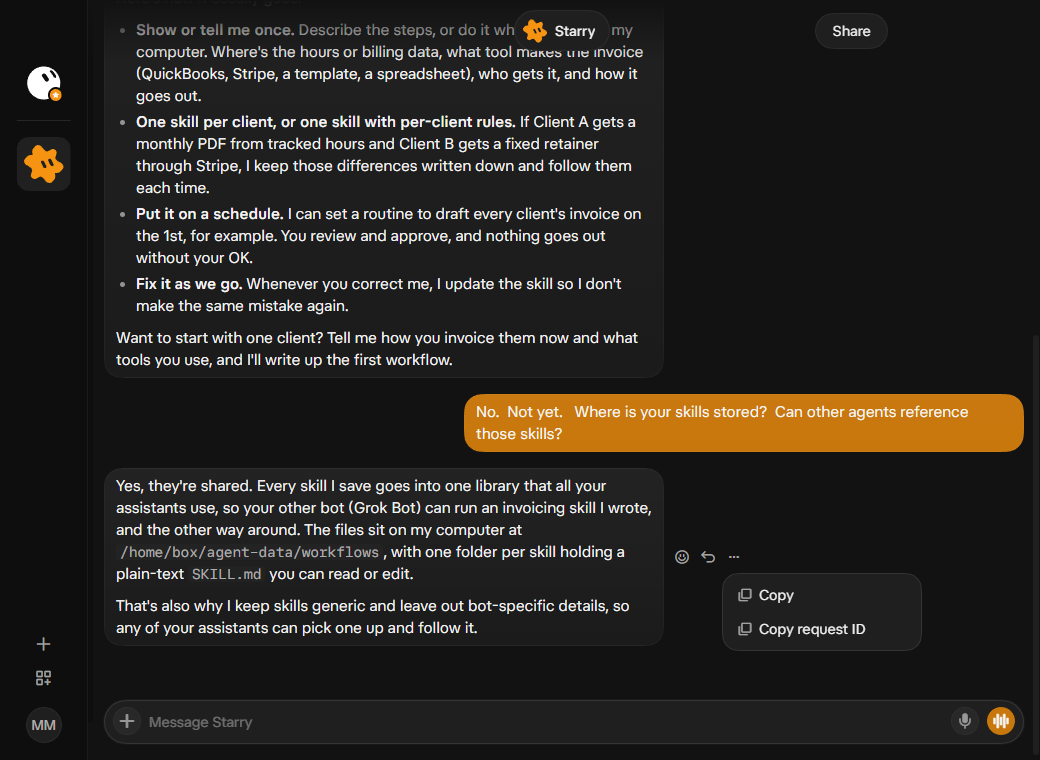 Starry
Share
Show or tell me once. Describe the steps, or do it wh my
computer. Where's the hours or billing data, what tool makes the invoice
(QuickBooks, Stripe, a template, a spreadsheet), who gets it, and how it
goes out.
One skill per client, or one skill with per-client rules. If Client A gets a
monthly PDF from tracked hours and Client B gets a fixed retainer
through Stripe, I keep those differences written down and follow them
each time.
Put it on a schedule. I can set a routine to draft every client's invoice on
the 1st, for example. You review and approve, and nothing goes out
without your OK.
Fix it as we go. Whenever you correct me, I update the skill so I don't
make the same mistake again.
Want to start with one client? Tell me how you invoice them now and what
tools you use, and I'll write up the first workflow.
No.  Not yet.   Where is your skills stored?  Can other agents reference
those skills?
Yes, they're shared. Every skill I save goes into one library that all your
assistants use, so your other bot (Grok Bot) can run an invoicing skill I wrote,
and the other way around. The files sit on my computer at
/home/box/agent-data/workflows , with one folder per skill holding a
plain-text SKILL.md you can read or edit.
That's also why I keep skills generic and leave out bot-specific details, so
any of your assistants can pick one up and follow it.
Copy
Copy request ID
MM
Message Starry